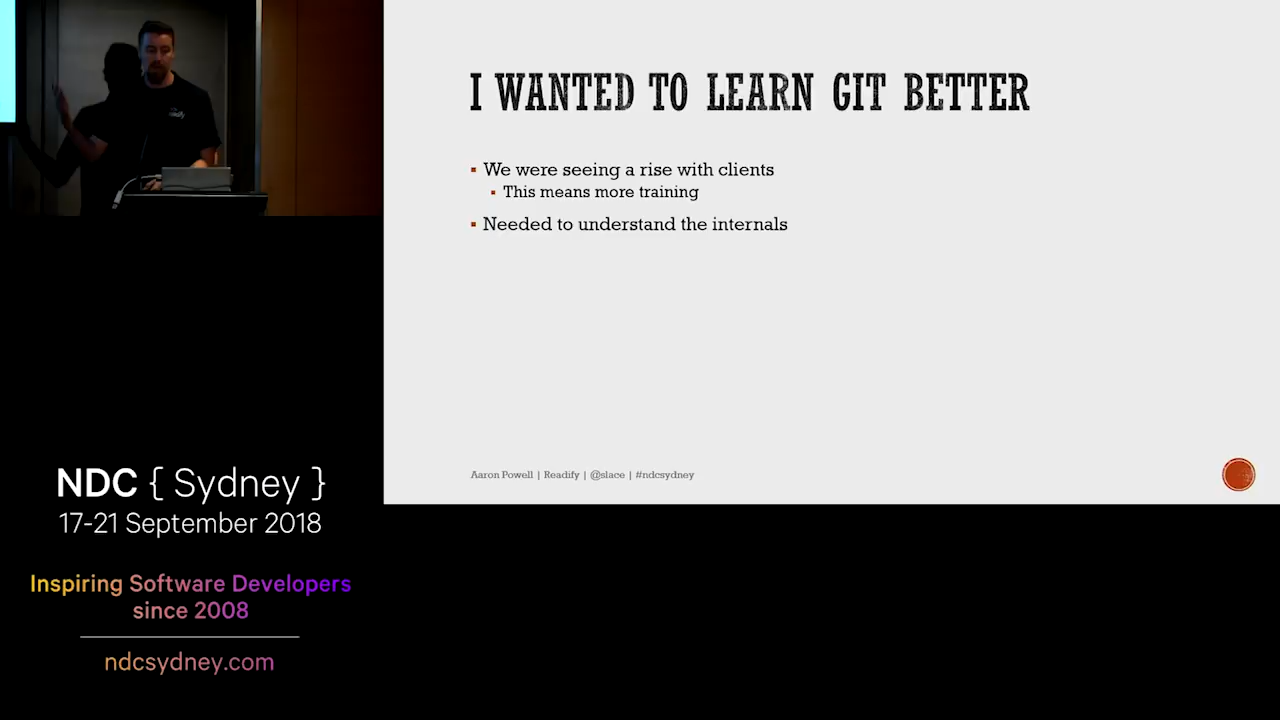 I WANTED TO LEARN GIT BETTER
We were seeing a rise with clients
This means more training
Needed to understand the internals
Aaron Powell | Readify | @slace | #ndcsydney
NDC { Sydney }
17-21 September 2018
Inspiring Software Developers
since 2008
ndcsydney.com